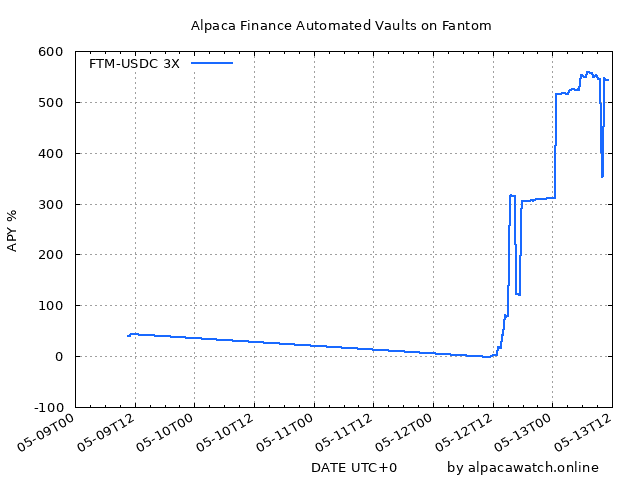 Alpaca Finance Automated Vaults on Fantom
600
FTM-USDC 3X
500
400
300
APY %
200
100
0
-100
05-09T00
05-09T12
05-10T00
05-10T12
05-11T00
05-11T12
05-12T00
05-12T12
05-13T00
05-13T12
DATE UTC+0
by alpacawatch.online